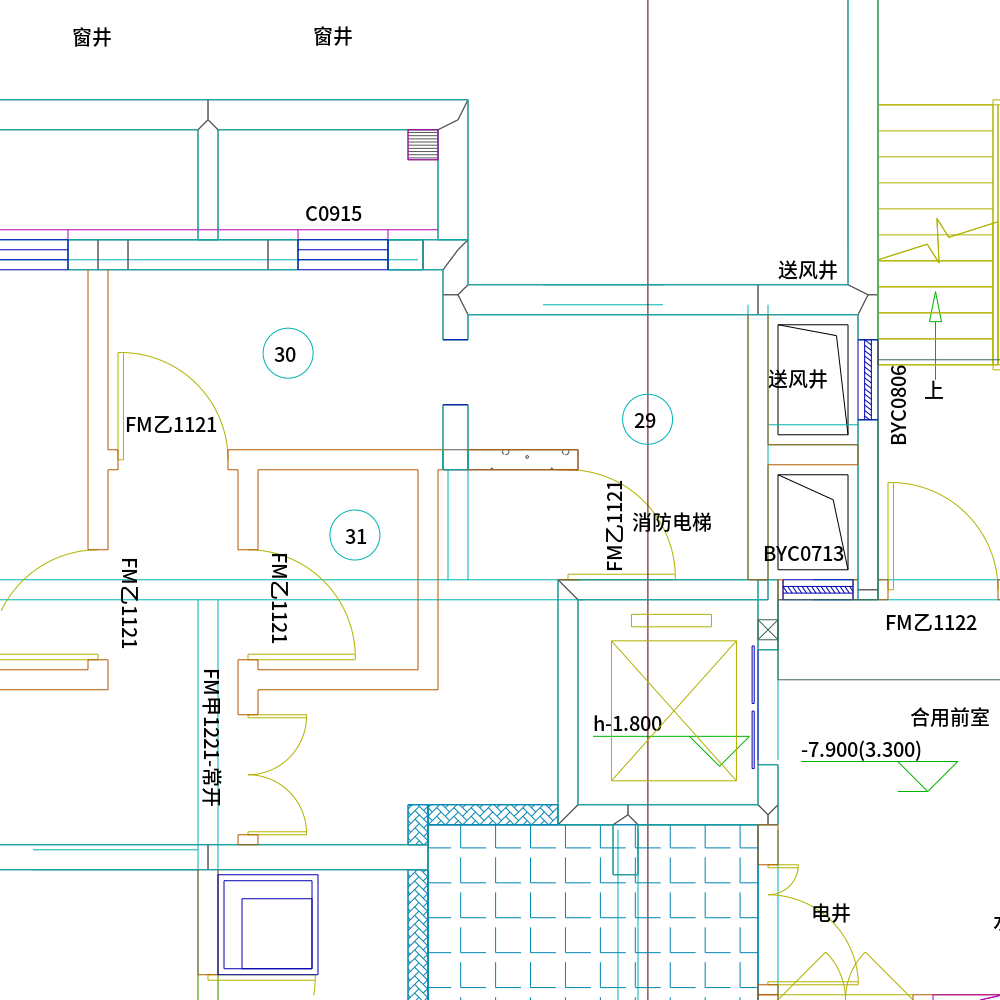 窗井
窗井
C0915
送风井
30
送风井
BYC0806
上
FM乙1121
29
FM乙1121
消防电梯
31
BYC0713
FM乙1121
FM乙1121
FM乙1122
FM甲1221-常开
h-1.800
合用前室
-7.900(3.300)
电井